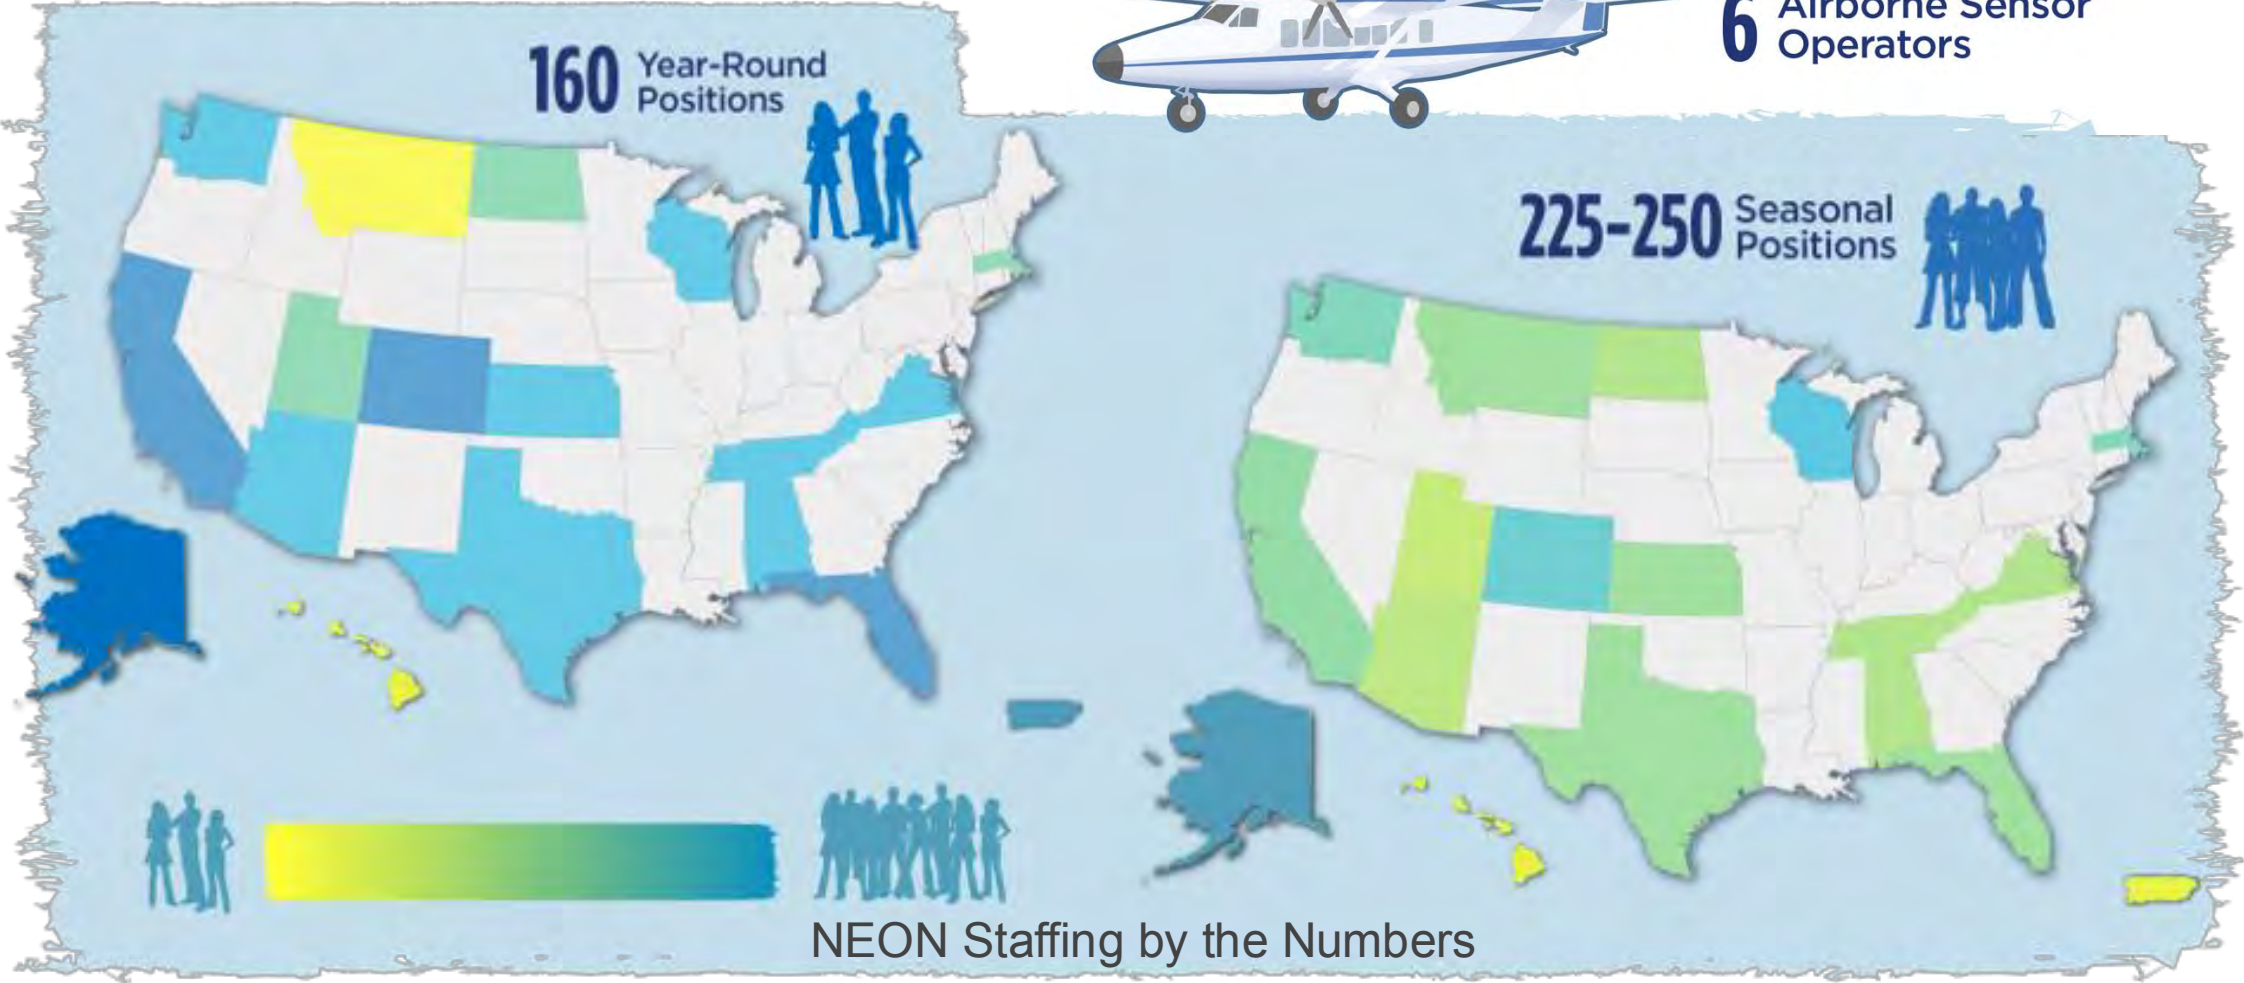 6 Airborne Sensor
Operators
160 Year-Round
Positions
225-250 Seasonal
Positions
NEON Staffing by the Numbers